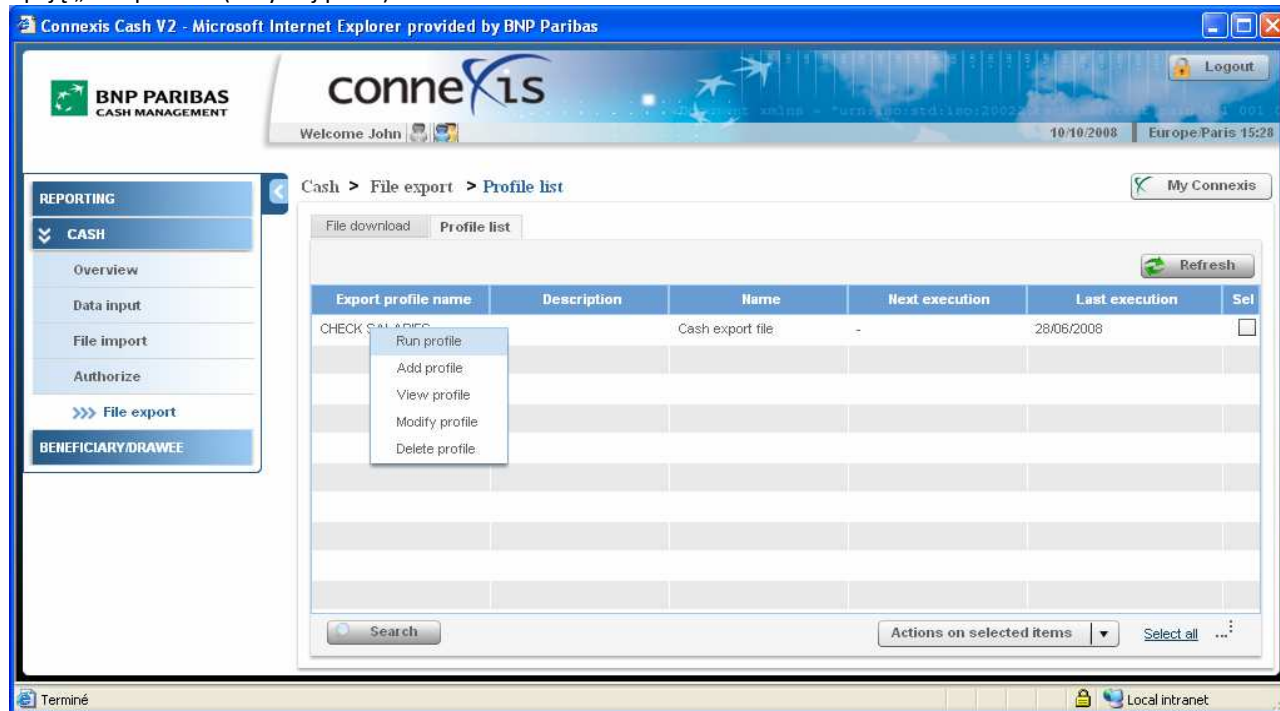 Connexis Cash V2 - Microsoft Internet Explorer provided by BNP Paribas
BNP PARIBAS
CASH MANAGEMENT
connexis
Logout
Welcome John
10/10/2008 Europe/Paris 15:28
Cash > File export > Profile list
My Connexis
REPORTING
CASH
Overview
Data input
File import
Authorize
>>> File export
BENEFICIARY/DRAWEE
File download Profile list
Refresh
Export profile name Description Name Next execution Last execution Sel
CHECK SALARIES Cash export file - 28/06/2008
Run profile
Add profile
View profile
Modify profile
Delete profile
Search
Actions on selected items
Select all
Terminé
Local intranet